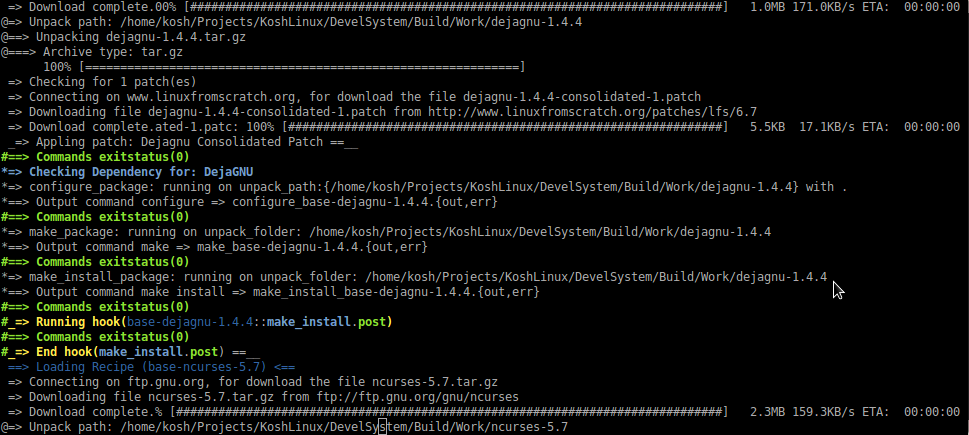 => Download complete.00% [###########################################################################]   1.0MB 171.0KB/s ETA:  00:00:00
@=> Unpack path: /home/kosh/Projects/KoshLinux/DevelSystem/Build/Work/dejagnu-1.4.4
@==> Unpacking dejagnu-1.4.4.tar.gz
@===> Archive type: tar.gz
100% [==============================================================]
=> Checking for 1 patch(es)
=> Connecting on www.linuxfromscratch.org, for download the file dejagnu-1.4.4-consolidated-1.patch
=> Downloading file dejagnu-1.4.4-consolidated-1.patch from http://www.linuxfromscratch.org/patches/lfs/6.7
=> Download complete.ated-1.patc: 100% [##############################################################]   5.5KB  17.1KB/s ETA:  00:00:00
_=> Appling patch: Dejagnu Consolidated Patch ==__
#==> Commands exitstatus(0)
*=> Checking Dependency for: DejaGNU
*=> configure_package: running on unpack_path:{/home/kosh/Projects/KoshLinux/DevelSystem/Build/Work/dejagnu-1.4.4} with .
*==> Output command configure => configure_base-dejagnu-1.4.4.{out,err}
#==> Commands exitstatus(0)
*=> make_package: running on unpack_folder: /home/kosh/Projects/KoshLinux/DevelSystem/Build/Work/dejagnu-1.4.4
*==> Output command make => make_base-dejagnu-1.4.4.{out,err}
#==> Commands exitstatus(0)
*=> make_install_package: running on unpack_folder: /home/kosh/Projects/KoshLinux/DevelSystem/Build/Work/dejagnu-1.4.4
*==> Output command make install => make_install_base-dejagnu-1.4.4.{out,err}
#==> Commands exitstatus(0)
#_=> Running hook(base-dejagnu-1.4.4::make_install.post)
#==> Commands exitstatus(0)
#_=> End hook(make_install.post) ==__
==> Loading Recipe (base-ncurses-5.7) <==
=> Connecting on ftp.gnu.org, for download the file ncurses-5.7.tar.gz
=> Downloading file ncurses-5.7.tar.gz from ftp://ftp.gnu.org/gnu/ncurses
=> Download complete.% [##############################################################################]   2.3MB 159.3KB/s ETA:  00:00:00
@=> Unpack path: /home/kosh/Projects/KoshLinux/DevelSystem/Build/Work/ncurses-5.7